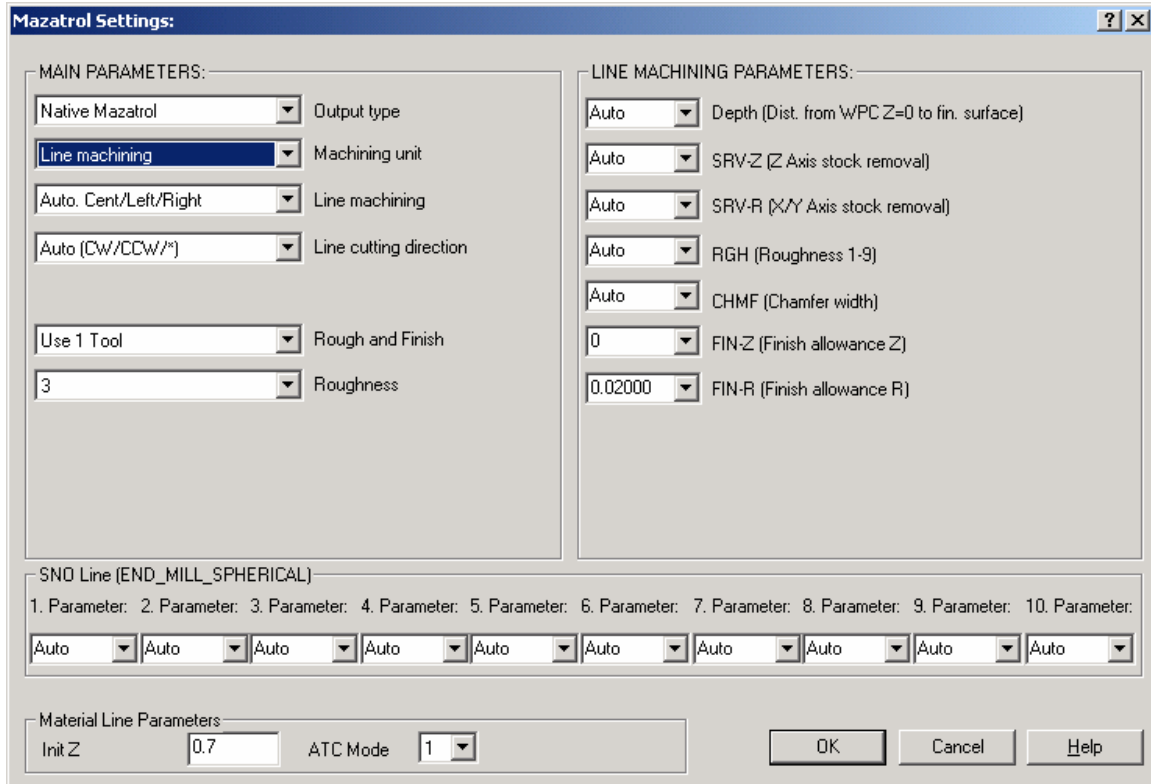 Mazatrol Settings:
MAIN PARAMETERS:
Native Mazatrol Output type
Line machining Machining unit
Auto. Cent/Left/Right Line machining
Auto (CW/CCW/*) Line cutting direction
Use 1 Tool Rough and Finish
3 Roughness
LINE MACHINING PARAMETERS:
Auto Depth (Dist. from WPC Z=0 to fin. surface)
Auto SRV-Z (Z Axis stock removal)
Auto SRV-R (X/Y Axis stock removal)
Auto RGH (Roughness 1-9)
Auto CHMF (Chamfer width)
0 FIN-Z (Finish allowance Z)
0.02000 FIN-R (Finish allowance R)
SNO Line (END_MILL_SPHERICAL)
1. Parameter: 2. Parameter: 3. Parameter: 4. Parameter: 5. Parameter: 6. Parameter: 7. Parameter: 8. Parameter: 9. Parameter: 10. Parameter:
Auto Auto Auto Auto Auto Auto Auto Auto Auto Auto
Material Line Parameters
Init Z 0.7 ATC Mode 1
OK Cancel Help